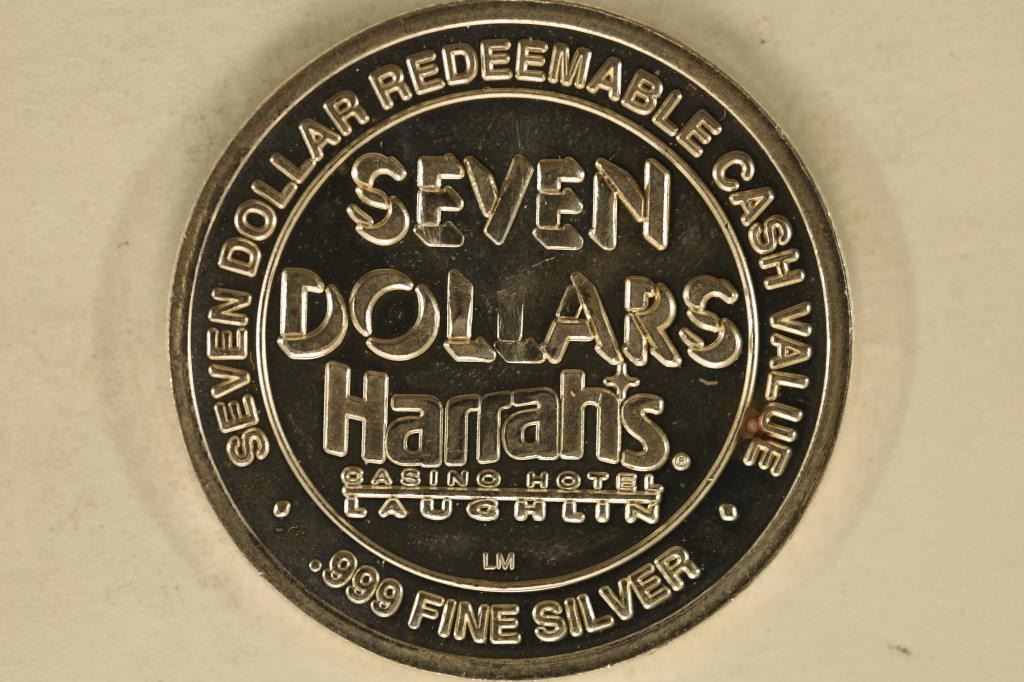 SEVEN DOLLAR REDEEMABLE CASH VALUE
SEVEN
DOLLARS
Harrah's®
CASINO HOTEL
LAUGHLIN
LM
.999 FINE SILVER